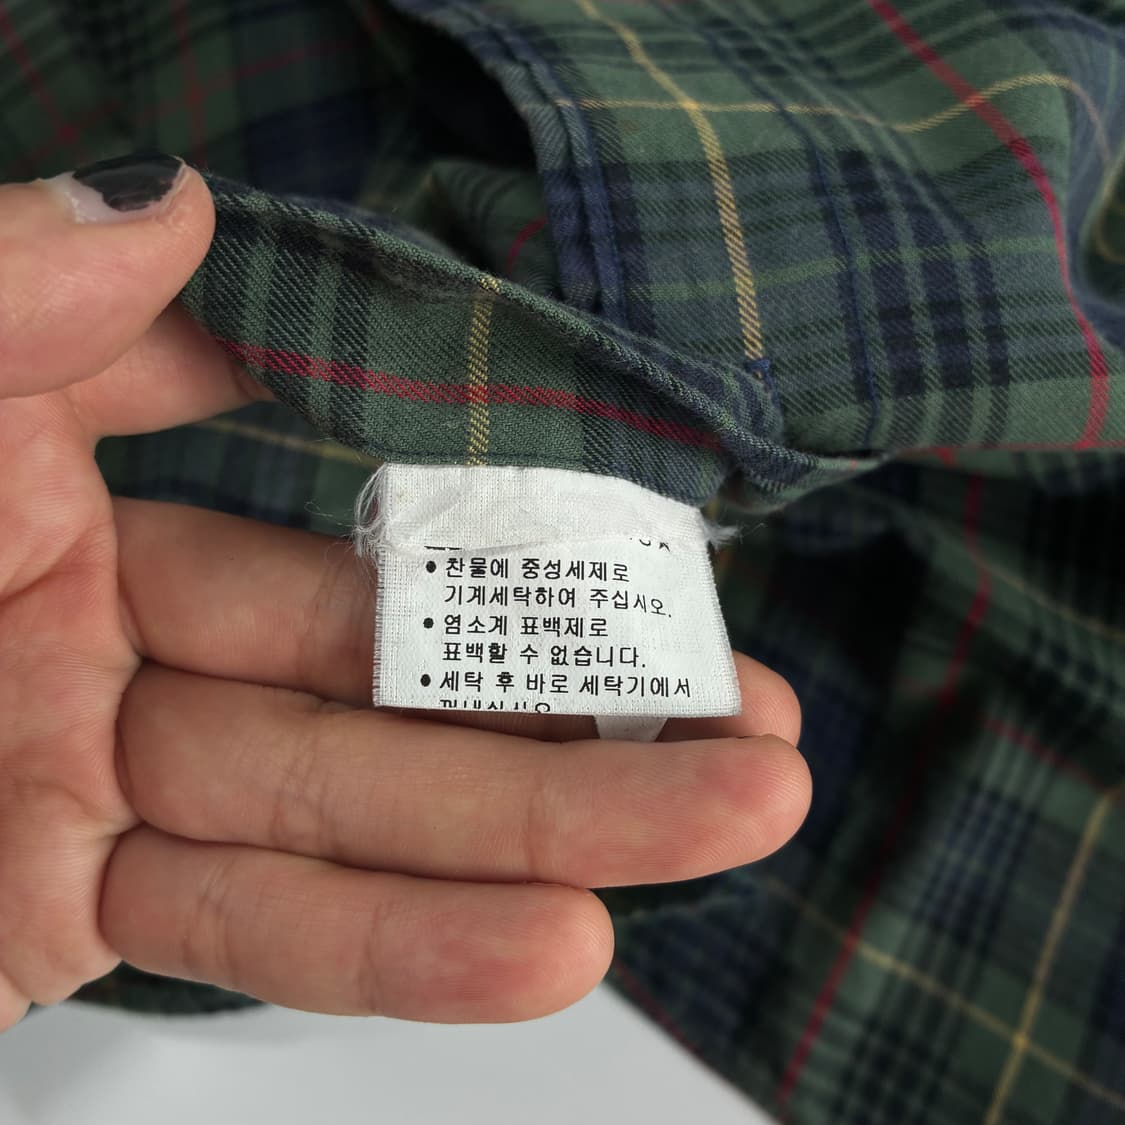 ● 찬물에 중성세제로
기계세탁하여 주십시오.
● 염소계 표백제로
표백할 수 없습니다.
● 세탁 후 바로 세탁기에서